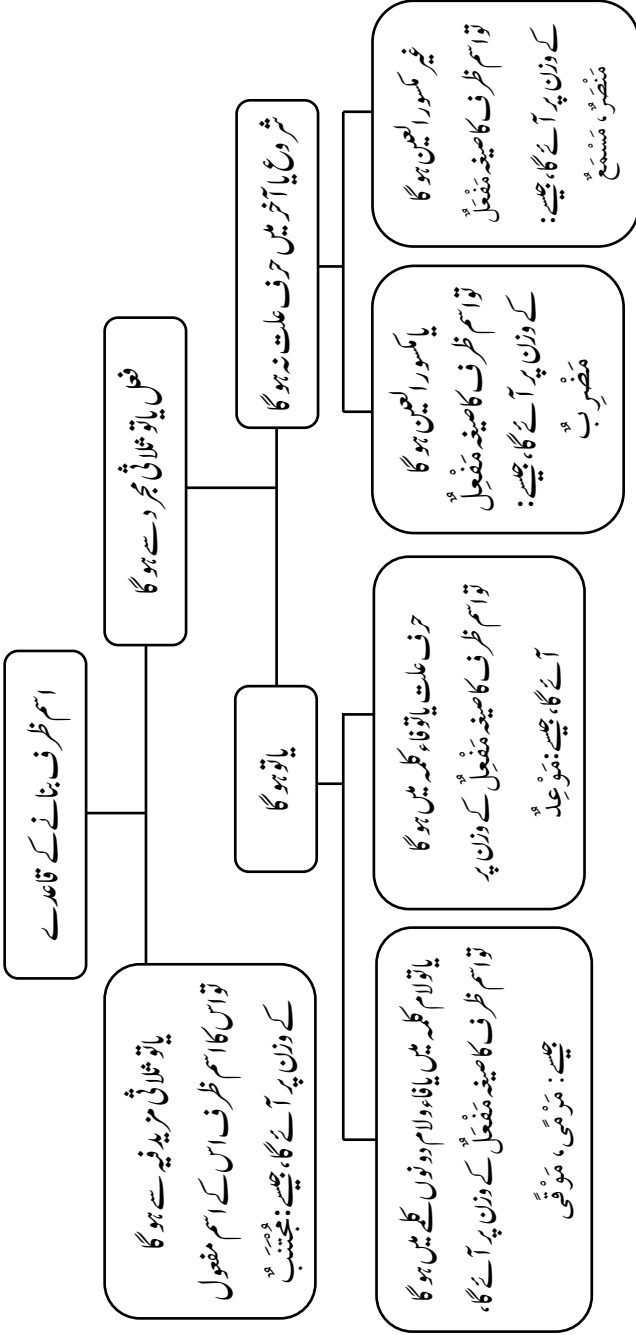 اسم ظرف بنانے کے قاعدے
فعل یا تو ثلاثی مجرد سے ہو گا
یا تو ثلاثی مزید فیہ سے ہو گا
تو اس کا اسم ظرف اس کے اسم مفعول
کے وزن پر آئے گا، جیسے: مُجْتَنَبٌ
شروع یا آخر میں حرف علت نہ ہو گا
یا تو ہو گا
غیر مکسور العین ہو گا
تو اسم ظرف کا صیغہ مَفْعَلٌ
کے وزن پر آئے گا، جیسے:
مَنْصَرٌ، مَسْمَعٌ
یا مکسور العین ہو گا
تو اسم ظرف کا صیغہ مَفْعِلٌ
کے وزن پر آئے گا، جیسے:
مَضْرِبٌ
حرف علت یا تو فاء کلمہ میں ہو گا
تو اسم ظرف کا صیغہ مَفْعِلٌ کے وزن پر
آئے گا، جیسے: مَوْعِدٌ
یا تو لام کلمہ میں یا فاء و لام دونوں کلمے میں ہو گا
تو اسم ظرف کا صیغہ مَفْعَلٌ کے وزن پر آئے گا،
جیسے: مَرْمًی، مَوْقًی